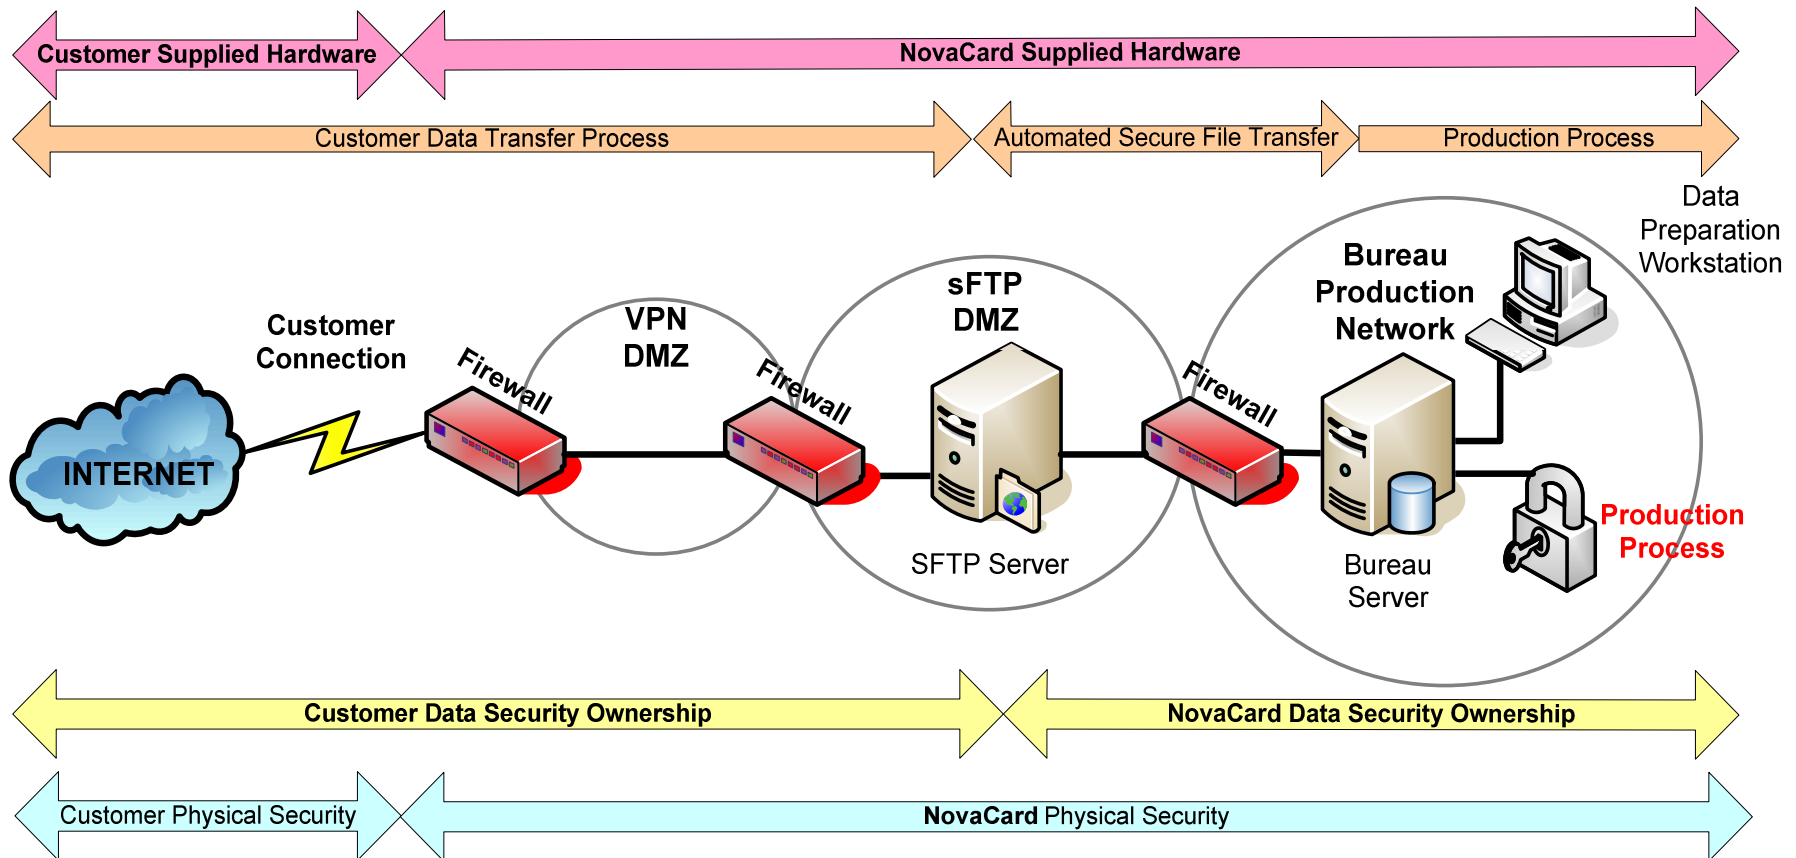 Customer Supplied Hardware
NovaCard Supplied Hardware
Customer Data Transfer Process
Automated Secure File Transfer
Production Process
Data
Preparation
Workstation
Bureau
Production
Network
sFTP
DMZ
VPN
DMZ
Customer
Connection
Firewall
Firewall
Firewall
INTERNET
SFTP Server
Bureau
Server
Production
Process
Customer Data Security Ownership
NovaCard Data Security Ownership
Customer Physical Security
NovaCard Physical Security